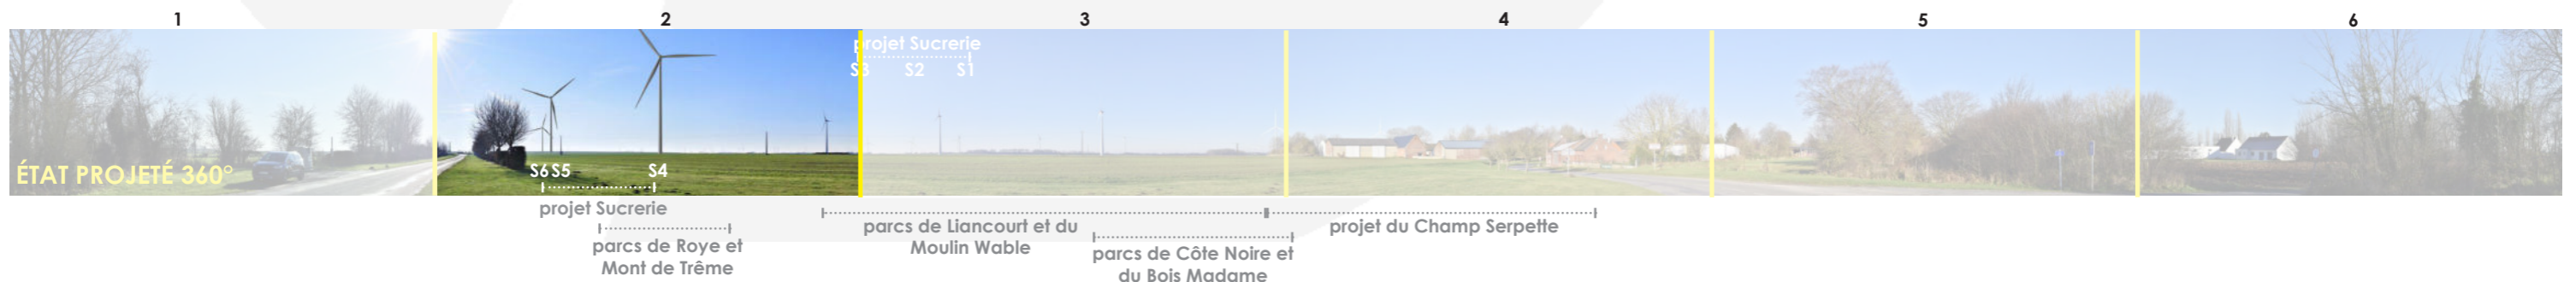 1 2 3 4 5 6
projet Sucrerie
S3 S2 S1
ÉTAT PROJETÉ 360°
S6 S5 S4
projet Sucrerie
parcs de Roye et
Mont de Trême
parcs de Liancourt et du
Moulin Wable
parcs de Côte Noire et
du Bois Madame
projet du Champ Serpette